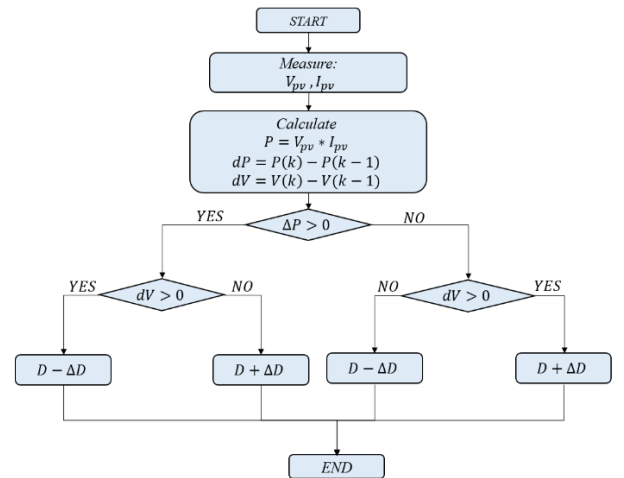 START
Measure:
V_pv , I_pv
Calculate
P = V_pv * I_pv
dP = P(k) − P(k − 1)
dV = V(k) − V(k − 1)
YES
ΔP > 0
NO
YES
dV > 0
NO
NO
dV > 0
YES
D − ΔD
D + ΔD
D − ΔD
D + ΔD
END